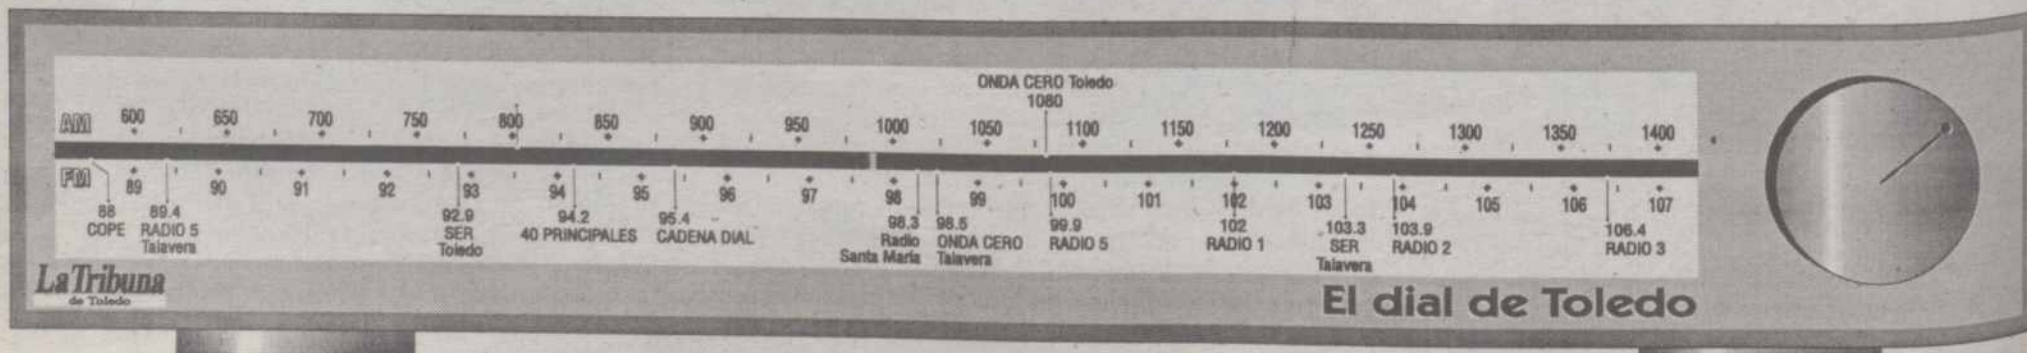 ONDA CERO Toledo
1080
AM 600 650 700 750 800 850 900 950 1000 1050 1100 1150 1200 1250 1300 1350 1400
FM 89 90 91 92 93 94 95 96 97 98 99 100 101 102 103 104 105 106 107
88
COPE
89.4
RADIO 5
Talavera
92.9
SER
Toledo
94.2
40 PRINCIPALES
95.4
CADENA DIAL
98.3
Radio
Santa María
98.5
ONDA CERO
Talavera
99.9
RADIO 5
102
RADIO 1
103.3
SER
Talavera
103.9
RADIO 2
106.4
RADIO 3
La Tribuna
de Toledo
El dial de Toledo